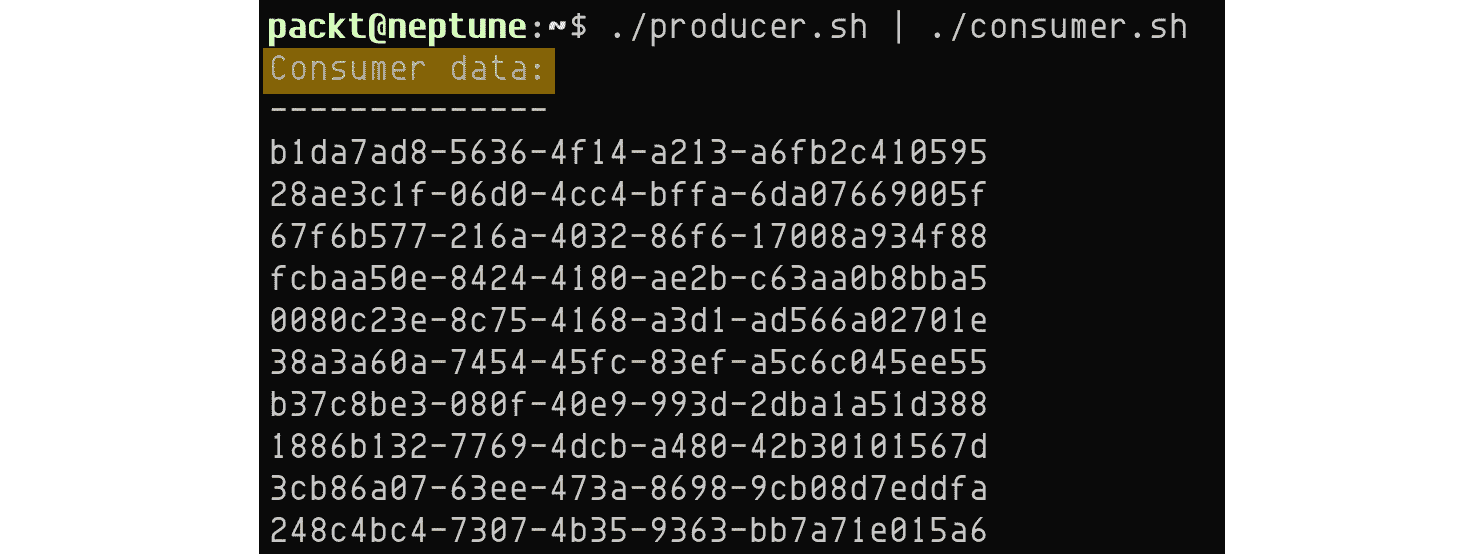 packt@neptune:~$ ./producer.sh | ./consumer.sh
Consumer data:
--------------
b1da7ad8-5636-4f14-a213-a6fb2c410595
28ae3c1f-06d0-4cc4-bffa-6da07669005f
67f6b577-216a-4032-86f6-17008a934f88
fcbaa50e-8424-4180-ae2b-c63aa0b8bba5
0080c23e-8c75-4168-a3d1-ad566a02701e
38a3a60a-7454-45fc-83ef-a5c6c045ee55
b37c8be3-080f-40e9-993d-2dba1a51d388
1886b132-7769-4dcb-a480-42b30101567d
3cb86a07-63ee-473a-8698-9cb08d7eddfa
248c4bc4-7307-4b35-9363-bb7a71e015a6